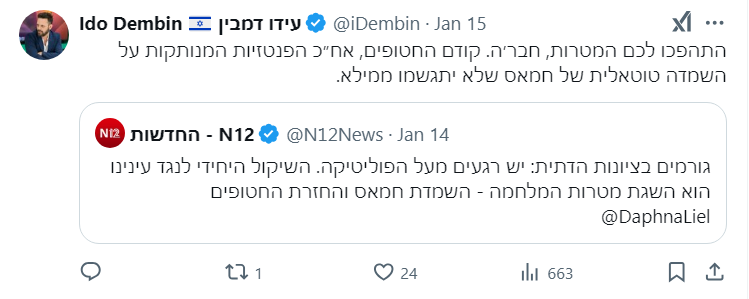 Ido Dembin 🇮🇱 עידו דמבין @iDembin · Jan 15
התהפכו לכם המטרות, חבר׳ה. קודם החטופים, אח״כ הפנטזיות המנותקות על
השמדה טוטאלית של חמאס שלא יתגשמו ממילא.
N12 - החדשות @N12News · Jan 14
גורמים בציונות הדתית: יש רגעים מעל הפוליטיקה. השיקול היחידי לנגד עינינו
הוא השגת מטרות המלחמה - השמדת חמאס והחזרת החטופים
@DaphnaLiel
1 24 663